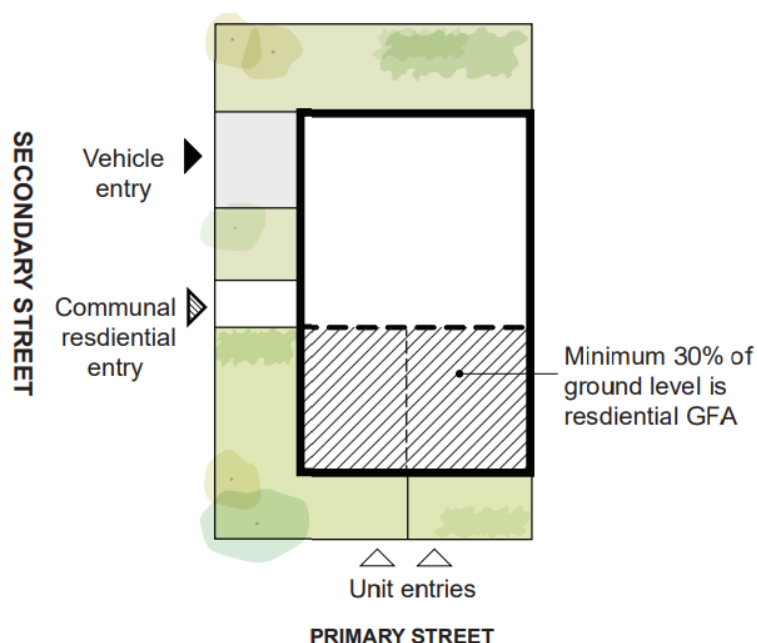 SECONDARY STREET
Vehicle
entry
Communal
resdiential
entry
Minimum 30% of
ground level is
resdiential GFA
Unit entries
PRIMARY STREET